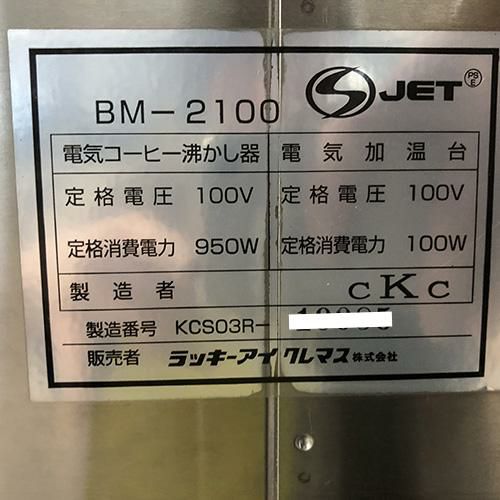 BM-2100 JET PS E
電気コーヒー沸かし器 電気加温台
定格電圧 100V 定格電圧 100V
定格消費電力 950W 定格消費電力 100W
製造者 cKc
製造番号 KCS03R-
販売者 ラッキーアイクレマス株式会社